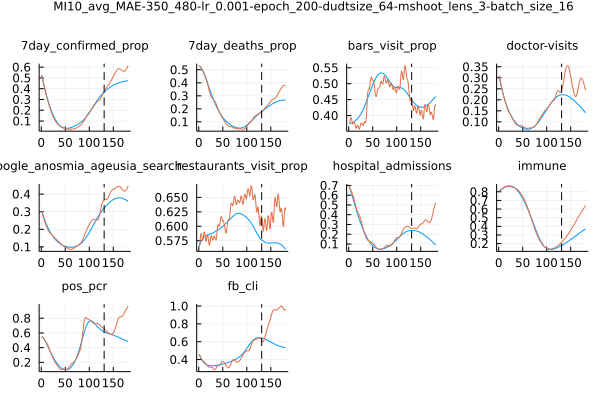 MI10_avg_MAE-350_480-lr_0.001-epoch_200-dudtsize_64-mshoot_lens_3-batch_size_16
7day_confirmed_prop 7day_deaths_prop bars_visit_prop doctor-visits
0.6 0.5 0.4 0.3 0.2 0.1
0 50 100 150
0.5 0.4 0.3 0.2 0.1
0 50 100 150
0.55 0.50 0.45 0.40
0 50 100 150
0.35 0.30 0.25 0.20 0.15 0.10
0 50 100 150
oogle_anosmia_ageusia_search restaurants_visit_prop hospital_admissions immune
0.4 0.3 0.2 0.1
0 50 100 150
0.650 0.625 0.600 0.575
0 50 100 150
0.7 0.6 0.5 0.4 0.3 0.2 0.1
0 50 100 150
0.8 0.7 0.6 0.5 0.4 0.3 0.2
0 50 100 150
pos_pcr fb_cli
0.8 0.6 0.4 0.2
0 50 100 150
1.0 0.8 0.6 0.4
0 50 100 150